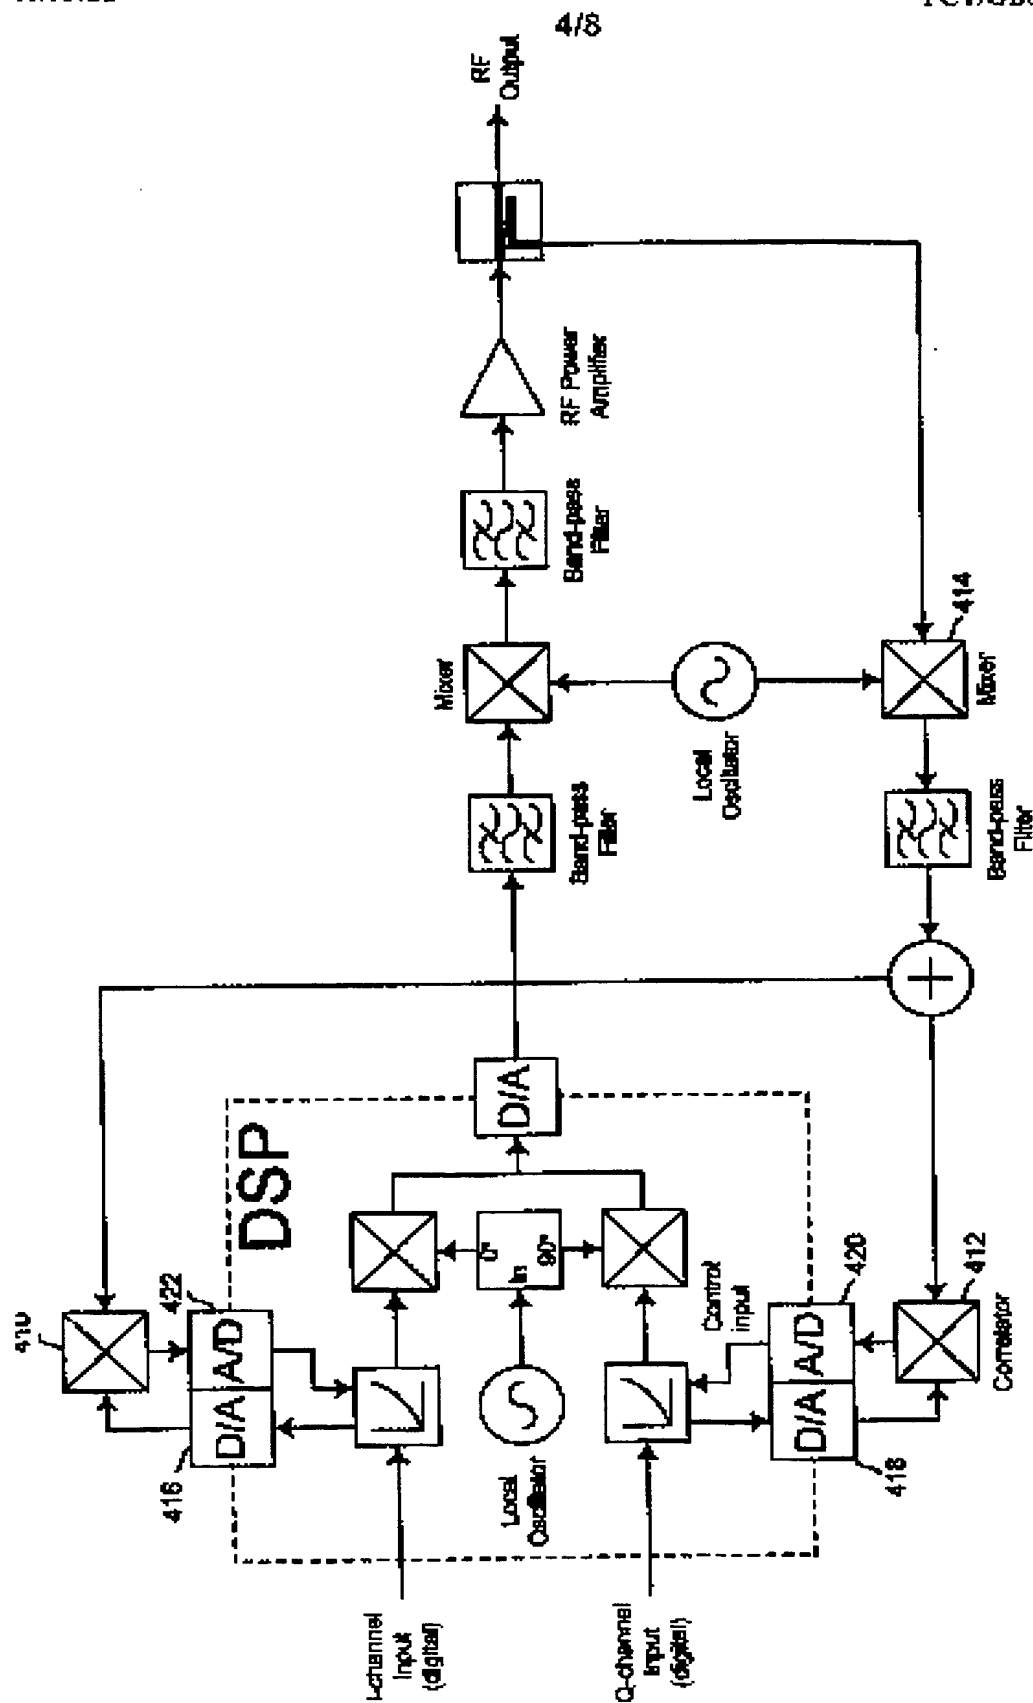 4/8
RF
Output
RF Power
Amplifier
Band-pass
Filter
Mixer
414
Mixer
Local
Oscillator
Band-pass
Filter
Band-pass
Filter
DSP
D/A
0°
In
90°
410
422
A/D
D/A
416
Control
input
420
412
A/D
D/A
418
Correlator
Local
Oscillator
I-channel
Input
(digital)
Q-channel
Input
(digital)